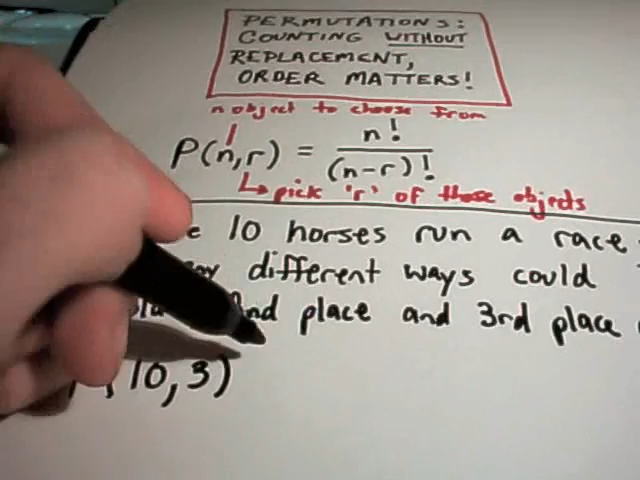 PERMUTATIONS:
COUNTING WITHOUT
REPLACEMENT,
ORDER MATTERS!
n object to choose from
P(n,r) = n! / (n-r)!
pick 'r' of those objects
10 horses run a race
different ways could
place and 3rd place
10,3)